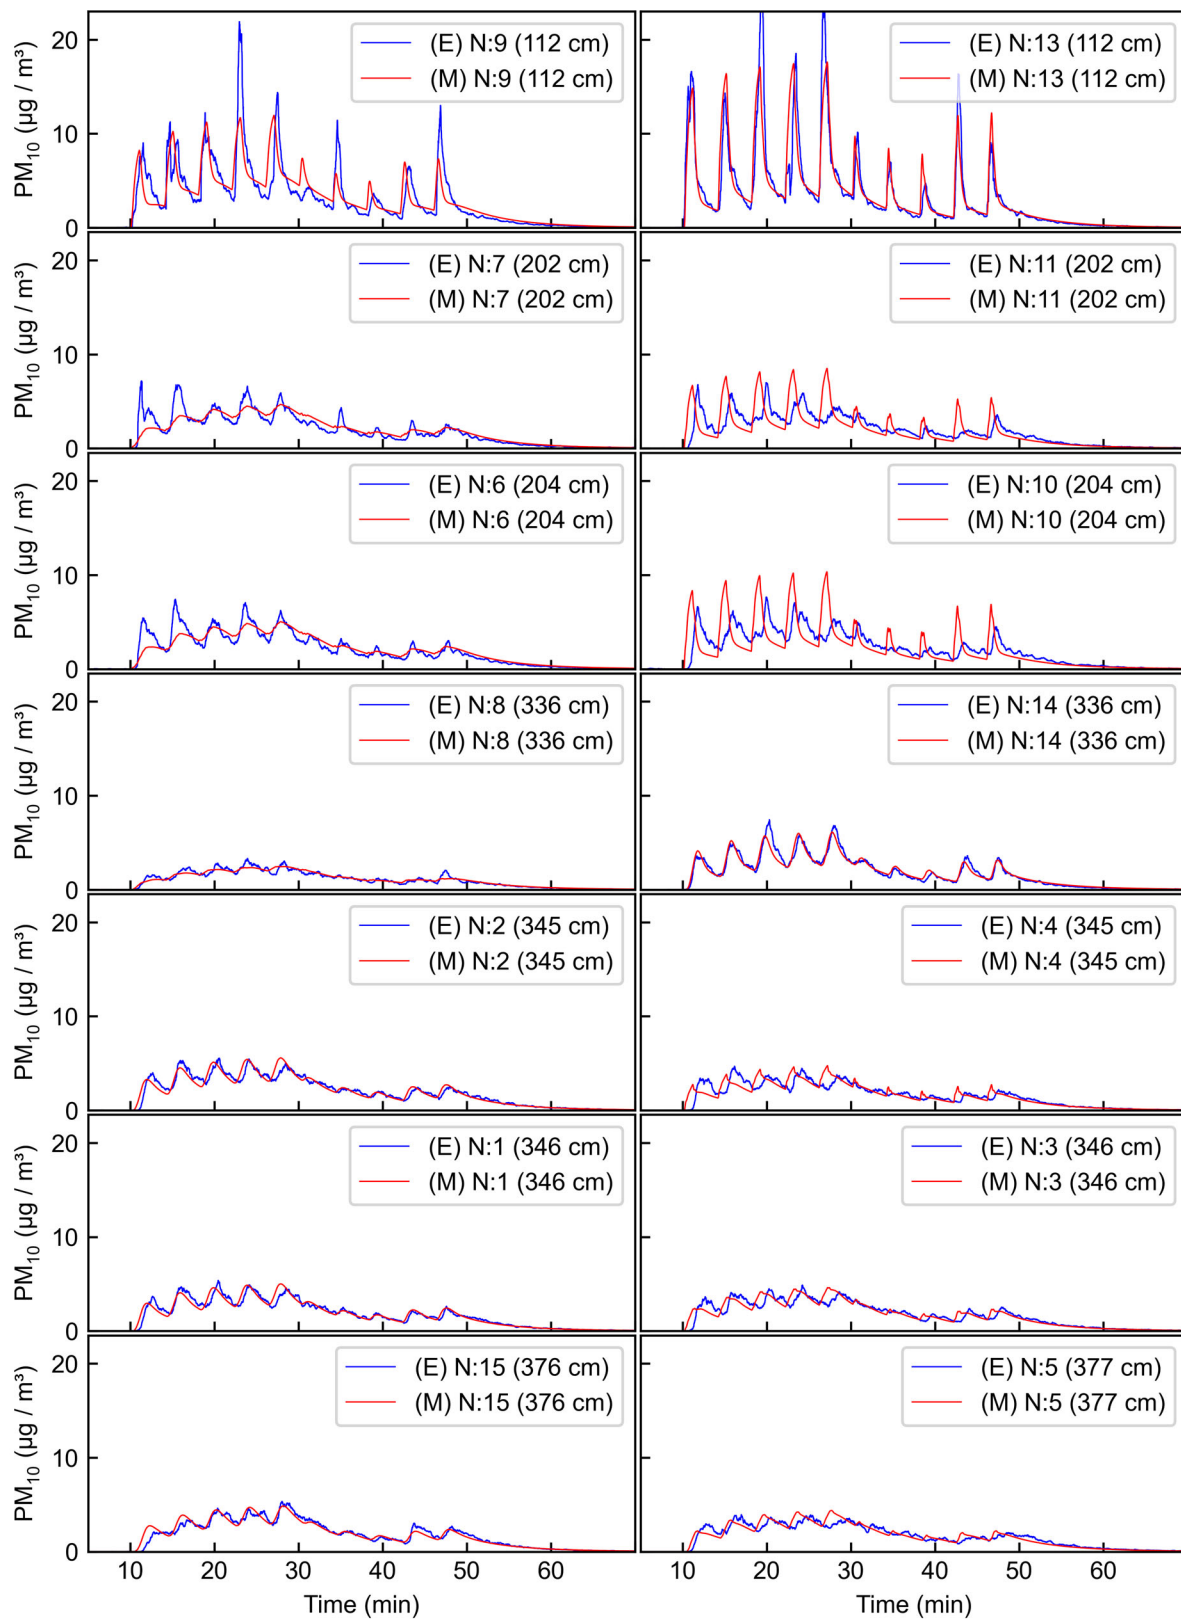 PM₁₀ (µg / m³)
20
10
0
(E) N:9 (112 cm)
(M) N:9 (112 cm)
(E) N:13 (112 cm)
(M) N:13 (112 cm)
PM₁₀ (µg / m³)
20
10
0
(E) N:7 (202 cm)
(M) N:7 (202 cm)
(E) N:11 (202 cm)
(M) N:11 (202 cm)
PM₁₀ (µg / m³)
20
10
0
(E) N:6 (204 cm)
(M) N:6 (204 cm)
(E) N:10 (204 cm)
(M) N:10 (204 cm)
PM₁₀ (µg / m³)
20
10
0
(E) N:8 (336 cm)
(M) N:8 (336 cm)
(E) N:14 (336 cm)
(M) N:14 (336 cm)
PM₁₀ (µg / m³)
20
10
0
(E) N:2 (345 cm)
(M) N:2 (345 cm)
(E) N:4 (345 cm)
(M) N:4 (345 cm)
PM₁₀ (µg / m³)
20
10
0
(E) N:1 (346 cm)
(M) N:1 (346 cm)
(E) N:3 (346 cm)
(M) N:3 (346 cm)
PM₁₀ (µg / m³)
20
10
0
(E) N:15 (376 cm)
(M) N:15 (376 cm)
(E) N:5 (377 cm)
(M) N:5 (377 cm)
10 20 30 40 50 60
10 20 30 40 50 60
Time (min)
Time (min)